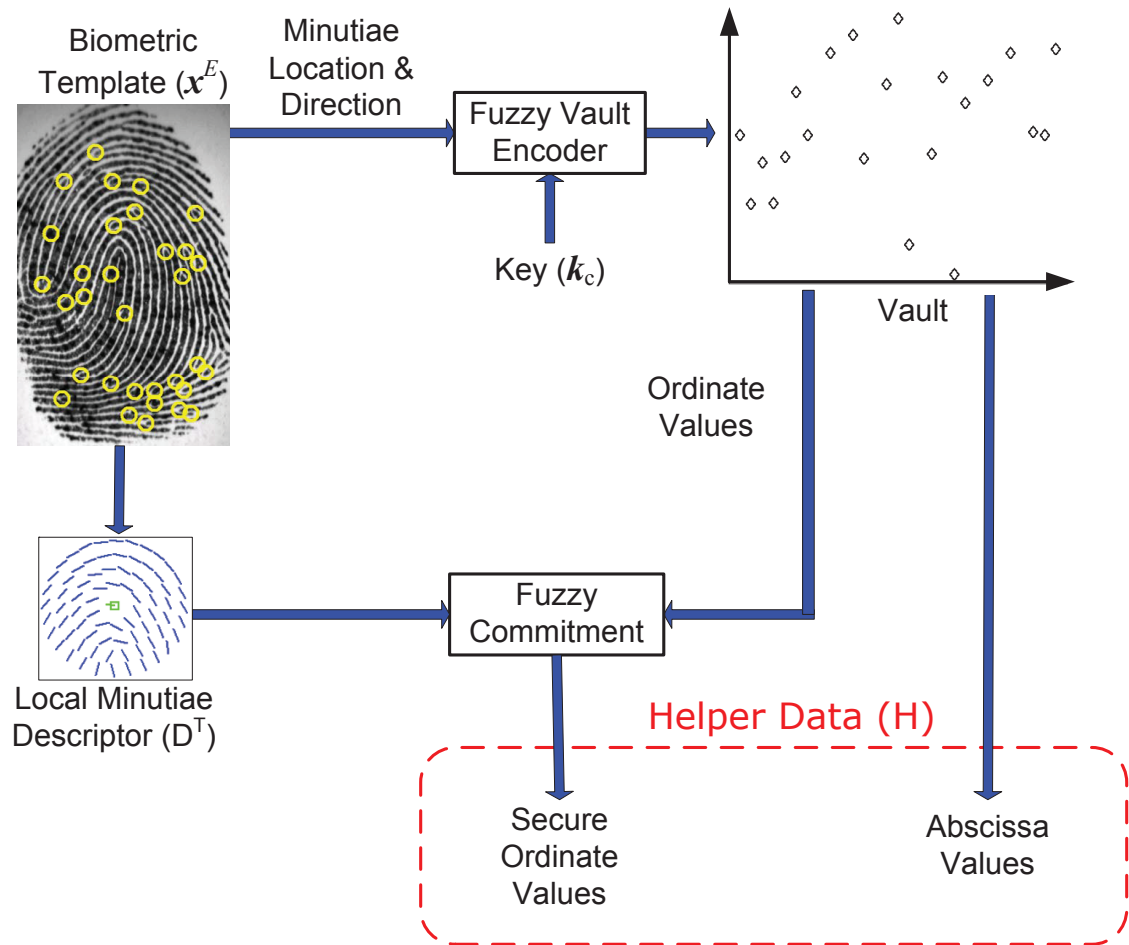 Biometric
Template (x^E)
Minutiae
Location &
Direction
Fuzzy Vault
Encoder
Key (k_c)
Vault
Ordinate
Values
Fuzzy
Commitment
Local Minutiae
Descriptor (D^T)
Helper Data (H)
Secure
Ordinate
Values
Abscissa
Values